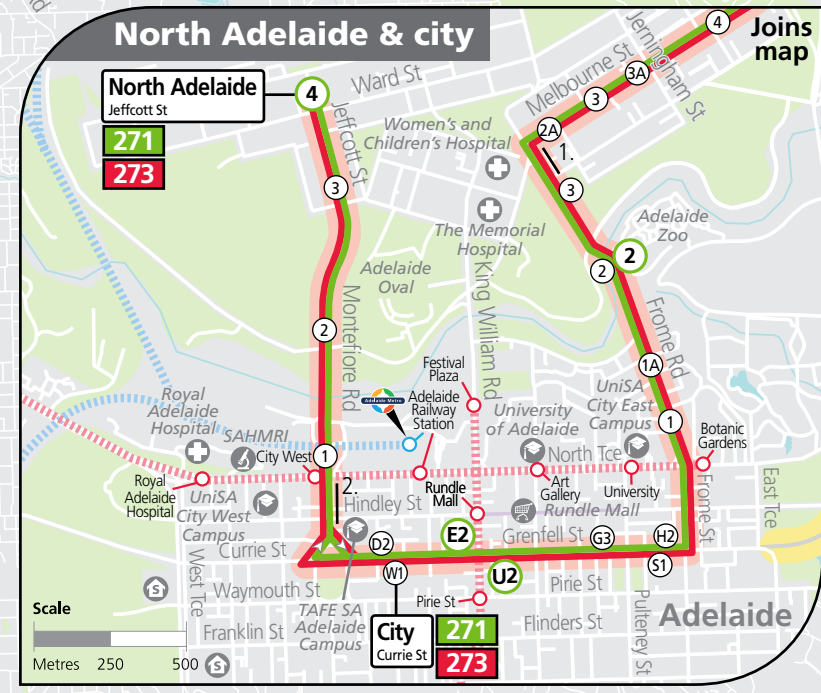 North Adelaide & city
Joins
map
4
Jerningham St
Melbourne St
3A
3
2A
1.
3
North Adelaide
Jeffcott St
271
273
4
Ward St
Jeffcott St
3
Women's and
Children's Hospital
The Memorial
Hospital
Adelaide
Zoo
2
2
Adelaide
Oval
King William Rd
Frome Rd
Montefiore Rd
2
1A
1
Festival
Plaza
Adelaide Metro
Adelaide
Railway
Station
UniSA
City East
Campus
University
of Adelaide
Royal
Adelaide
Hospital
SAHMRI
City West
1
North Tce
Botanic
Gardens
Royal
Adelaide
Hospital
UniSA
City West
Campus
2.
Hindley St
Rundle
Mall
Art
Gallery
University
Rundle Mall
Frome St
East Tce
Currie St
D2
E2
Grenfell St
G3
H2
West Tce
W1
U2
S1
Waymouth St
Pirie St
Pirie St
Pulteney St
Franklin St
TAFE SA
Adelaide
Campus
Flinders St
Adelaide
City
Currie St
271
273
S
S
Scale
Metres 250 500